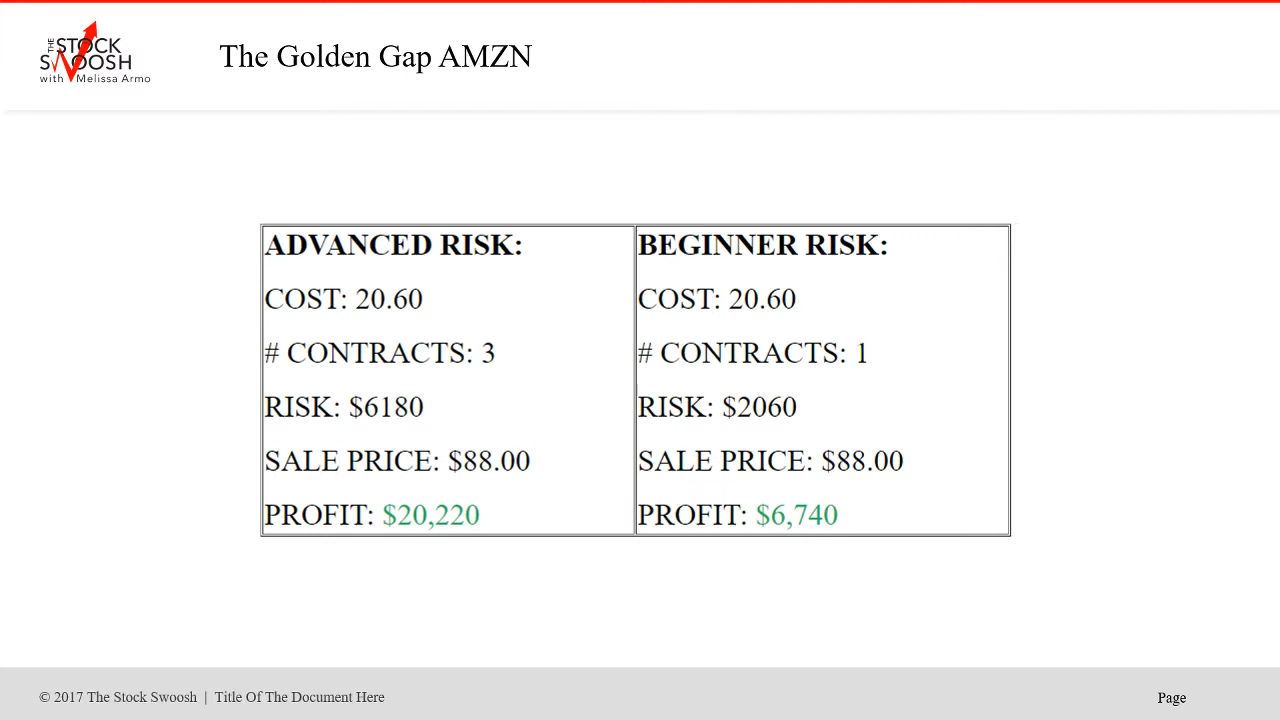 THE STOCK
SWOOSH
with Melissa Armo
The Golden Gap AMZN
ADVANCED RISK:
COST: 20.60
# CONTRACTS: 3
RISK: $6180
SALE PRICE: $88.00
PROFIT: $20,220
BEGINNER RISK:
COST: 20.60
# CONTRACTS: 1
RISK: $2060
SALE PRICE: $88.00
PROFIT: $6,740
© 2017 The Stock Swoosh | Title Of The Document Here
Page